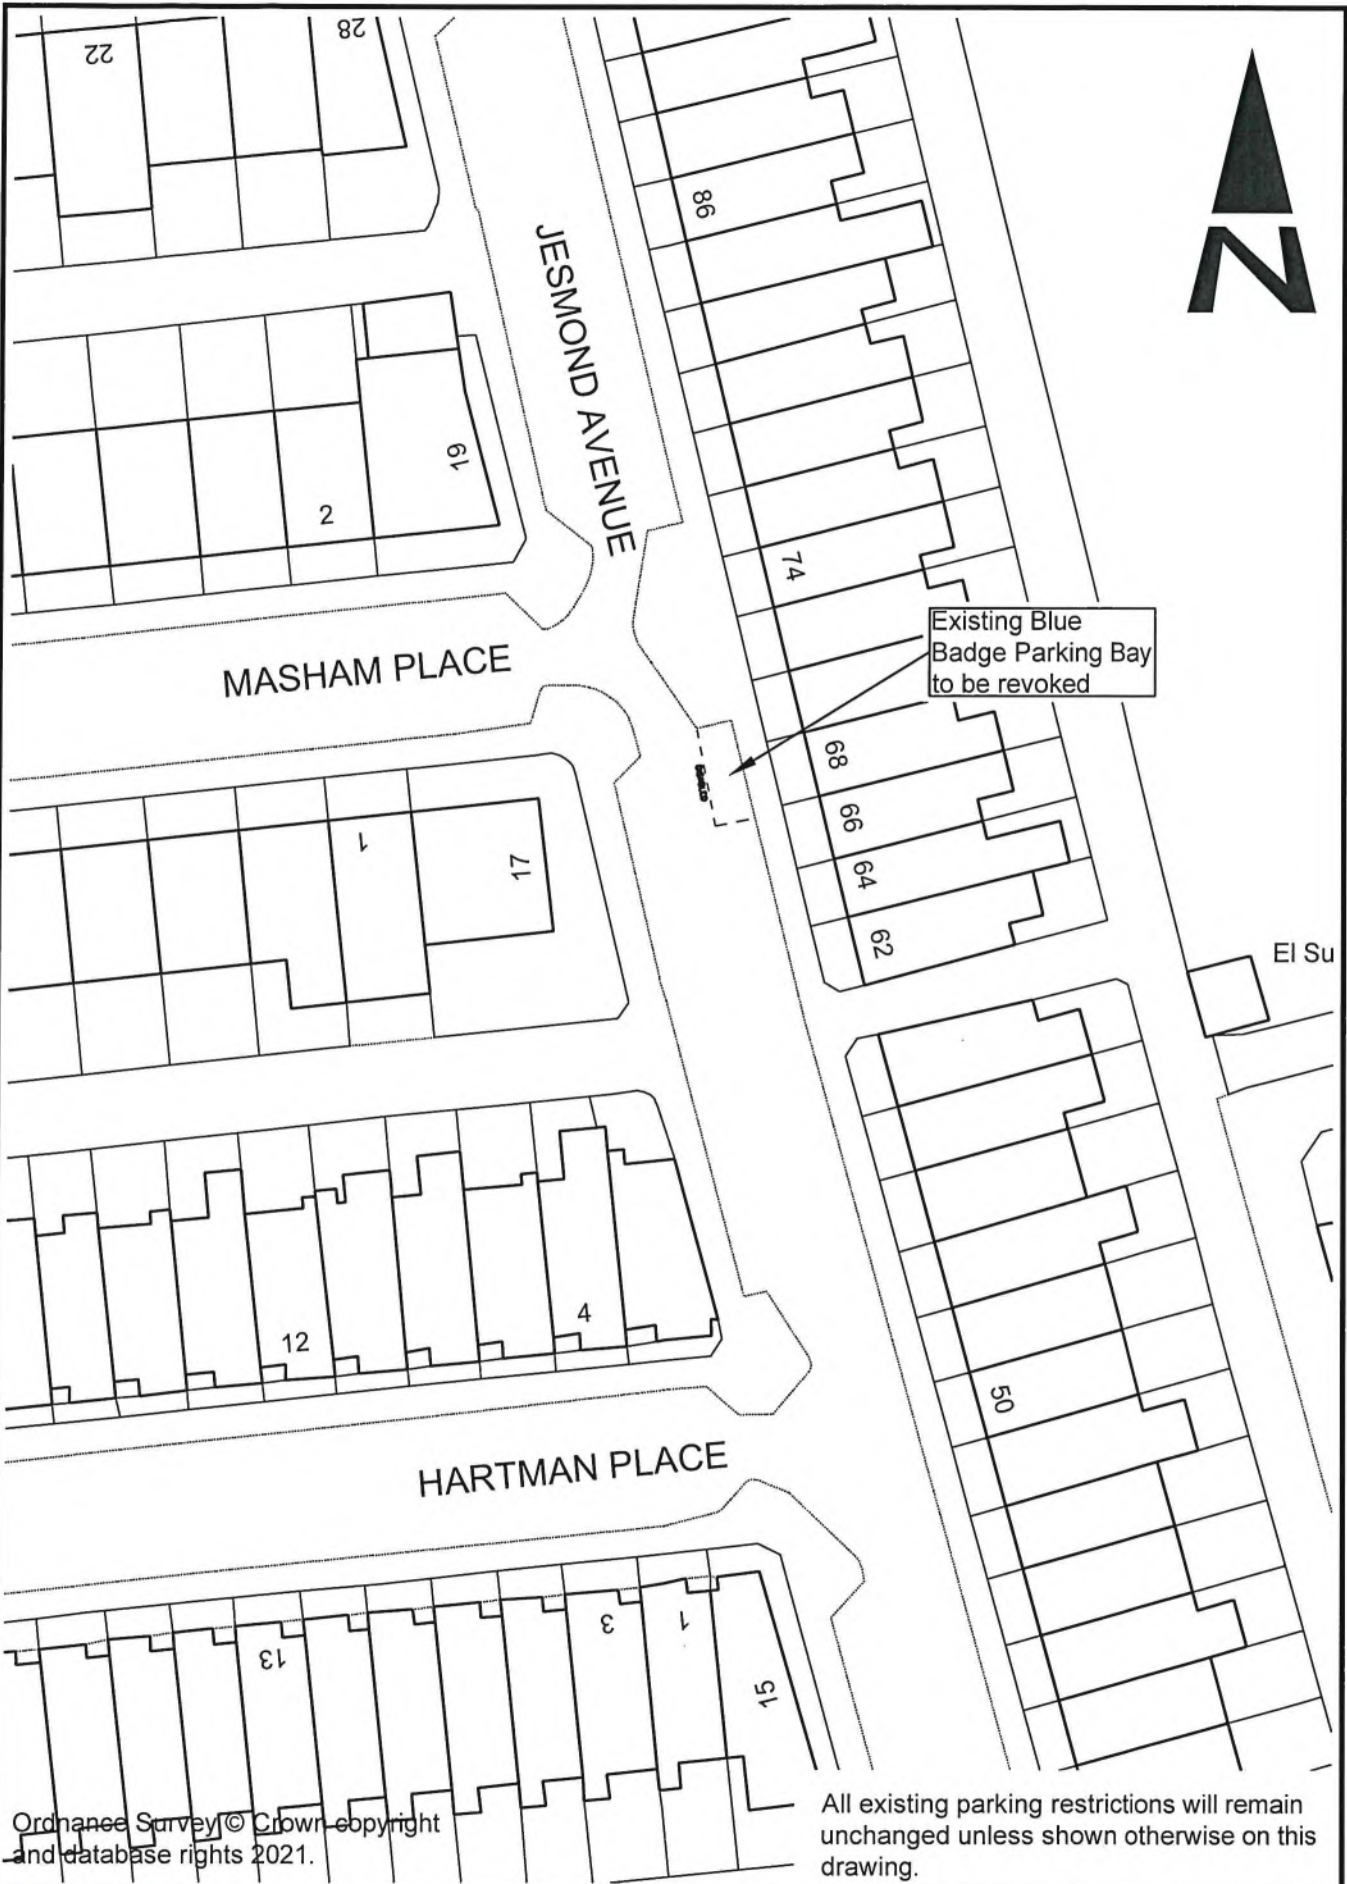 22
28
N
86
JESMOND AVENUE
19
2
74
Existing Blue
Badge Parking Bay
to be revoked
MASHAM PLACE
68
66
1
17
64
62
El Su
4
12
50
HARTMAN PLACE
3
1
13
15
Ordnance Survey © Crown copyright
and database rights 2021.
All existing parking restrictions will remain
unchanged unless shown otherwise on this
drawing.